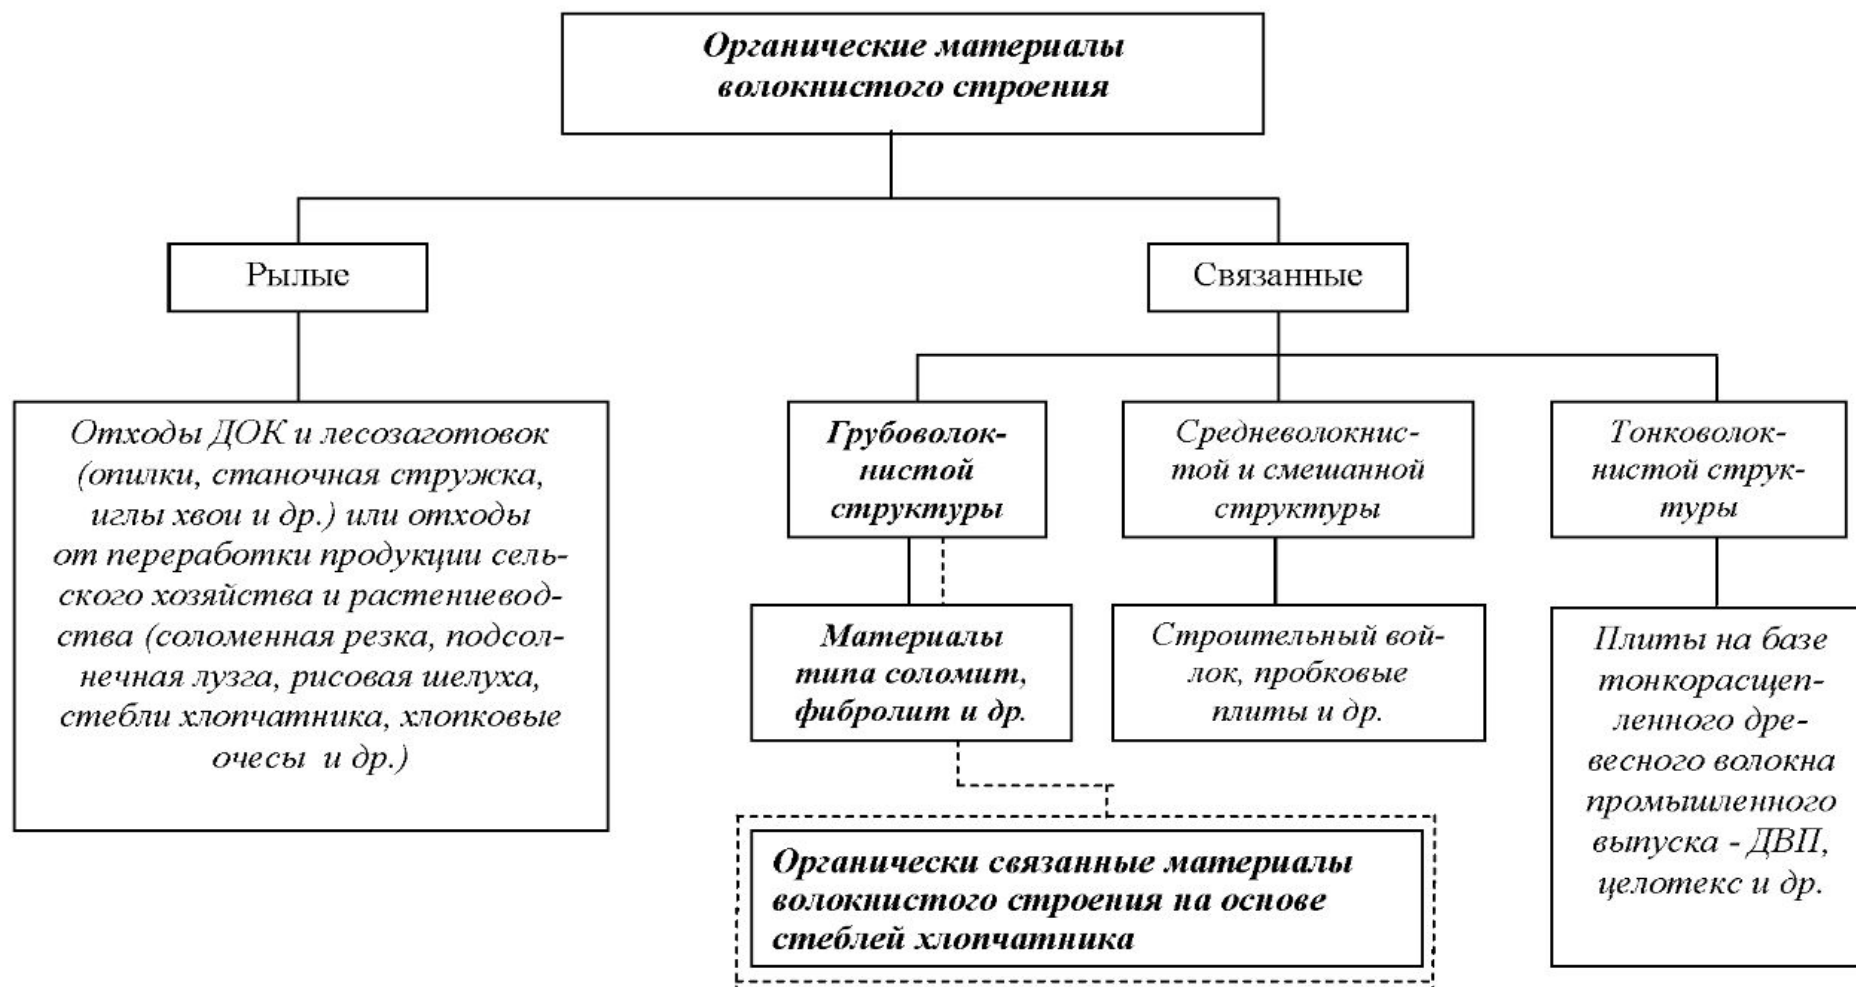 Органические материалы
волокнистого строения
Рылые
Связанные
Отходы ДОК и лесозаготовок
(опилки, станочная стружка,
иглы хвои и др.) или отходы
от переработки продукции сель-
ского хозяйства и растениевод-
ства (соломенная резка, подсол-
нечная лузга, рисовая шелуха,
стебли хлопчатника, хлопковые
очесы и др.)
Грубоволок-
нистой
структуры
Средневолокнис-
той и смешанной
структуры
Тонковолок-
нистой струк-
туры
Материалы
типа соломит,
фибролит и др.
Строительный вой-
лок, пробковые
плиты и др.
Плиты на базе
тонкорасщеп-
ленного дре-
весного волокна
промышленного
выпуска - ДВП,
целотекс и др.
Органически связанные материалы
волокнистого строения на основе
стеблей хлопчатника